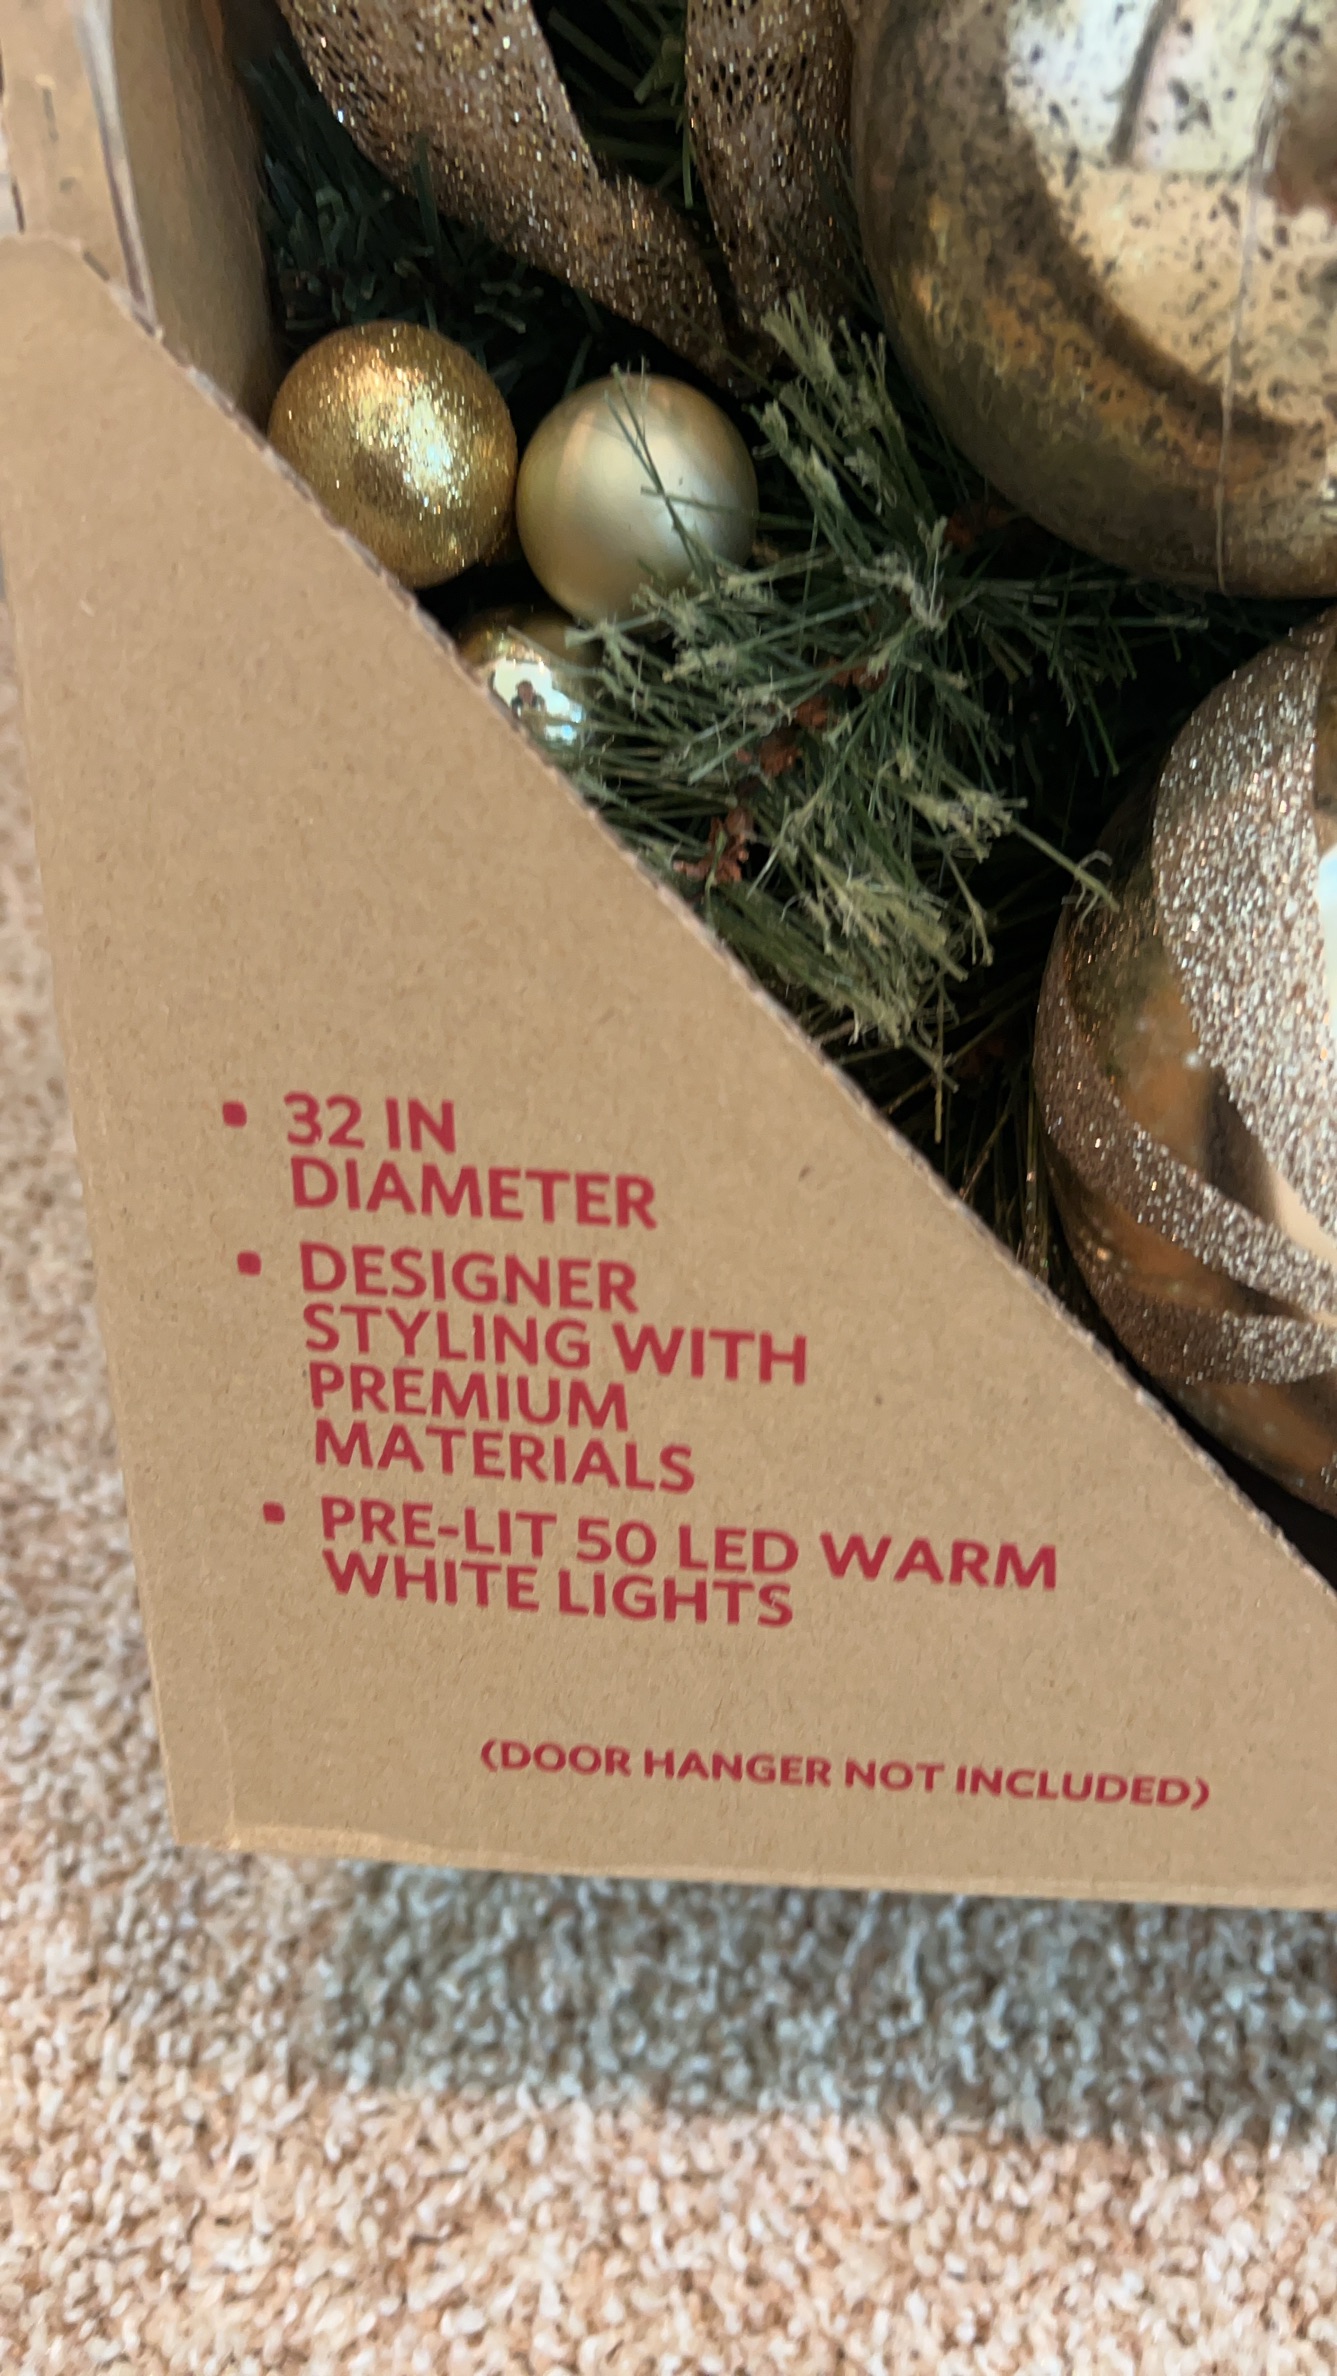 • 32 IN
DIAMETER
• DESIGNER
STYLING WITH
PREMIUM
MATERIALS
• PRE-LIT 50 LED WARM
WHITE LIGHTS
(DOOR HANGER NOT INCLUDED)